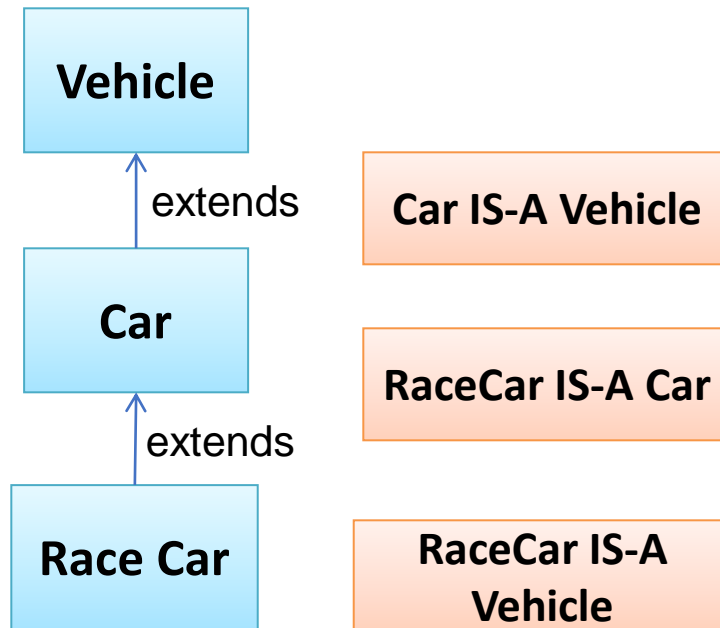 Vehicle
extends
Car IS-A Vehicle
Car
RaceCar IS-A Car
extends
Race Car
RaceCar IS-A
Vehicle